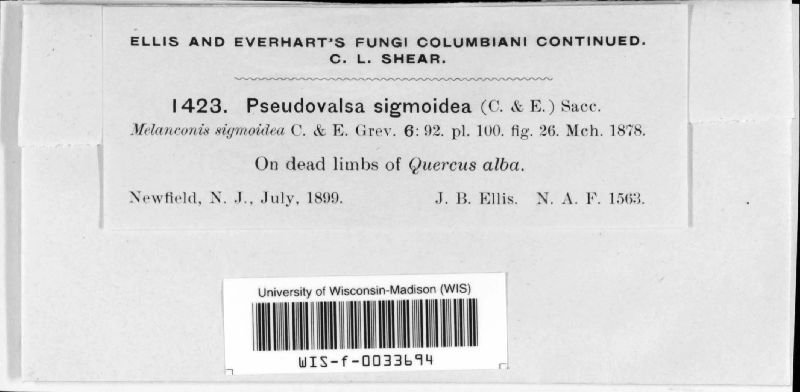 ELLIS AND EVERHART'S FUNGI COLUMBIANI CONTINUED.
C. L. SHEAR.
1423. Pseudovalsa sigmoidea (C. & E.) Sacc.
Melanconis sigmoidea C. & E. Grev. 6: 92. pl. 100. fig. 26. Mch. 1878.
On dead limbs of Quercus alba.
Newfield, N. J., July, 1899. J. B. Ellis. N. A. F. 1563.
University of Wisconsin-Madison (WIS)
WIS-f-0033694